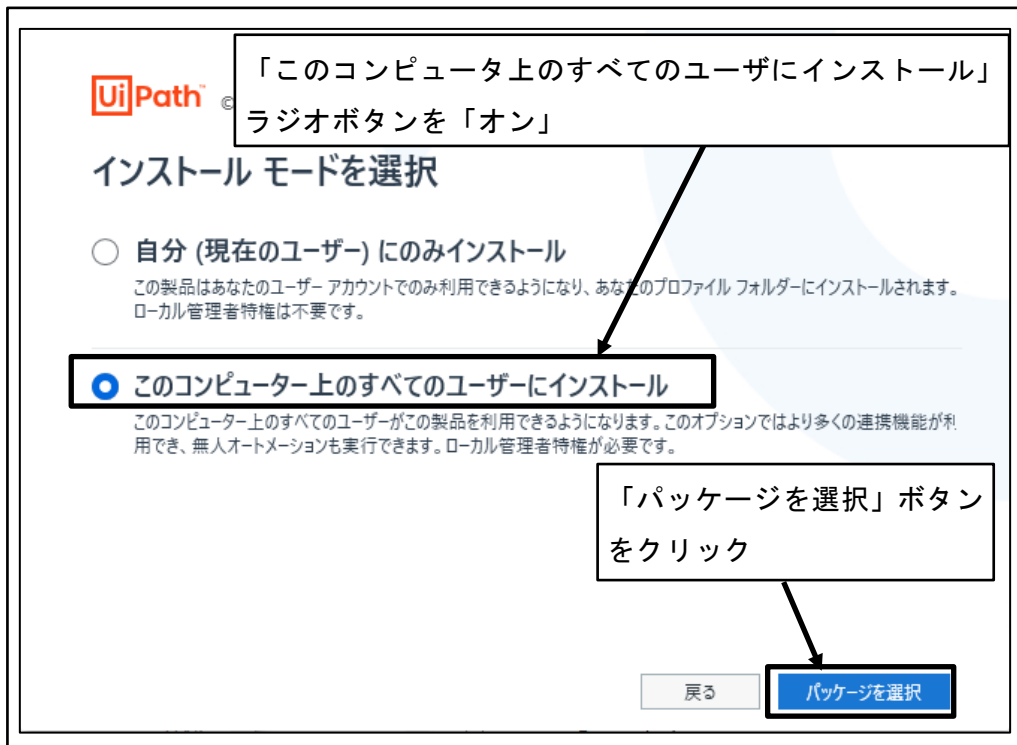 「このコンピュータ上のすべてのユーザにインストール」
ラジオボタンを「オン」
UiPath™ ©
インストール モードを選択
自分 (現在のユーザー) にのみインストール
この製品はあなたのユーザー アカウントでのみ利用できるようになり、あなたのプロファイル フォルダーにインストールされます。
ローカル管理者特権は不要です。
このコンピューター上のすべてのユーザーにインストール
このコンピューター上のすべてのユーザーがこの製品を利用できるようになります。このオプションではより多くの連携機能が利
用でき、無人オートメーションも実行できます。ローカル管理者特権が必要です。
「パッケージを選択」ボタン
をクリック
戻る
パッケージを選択